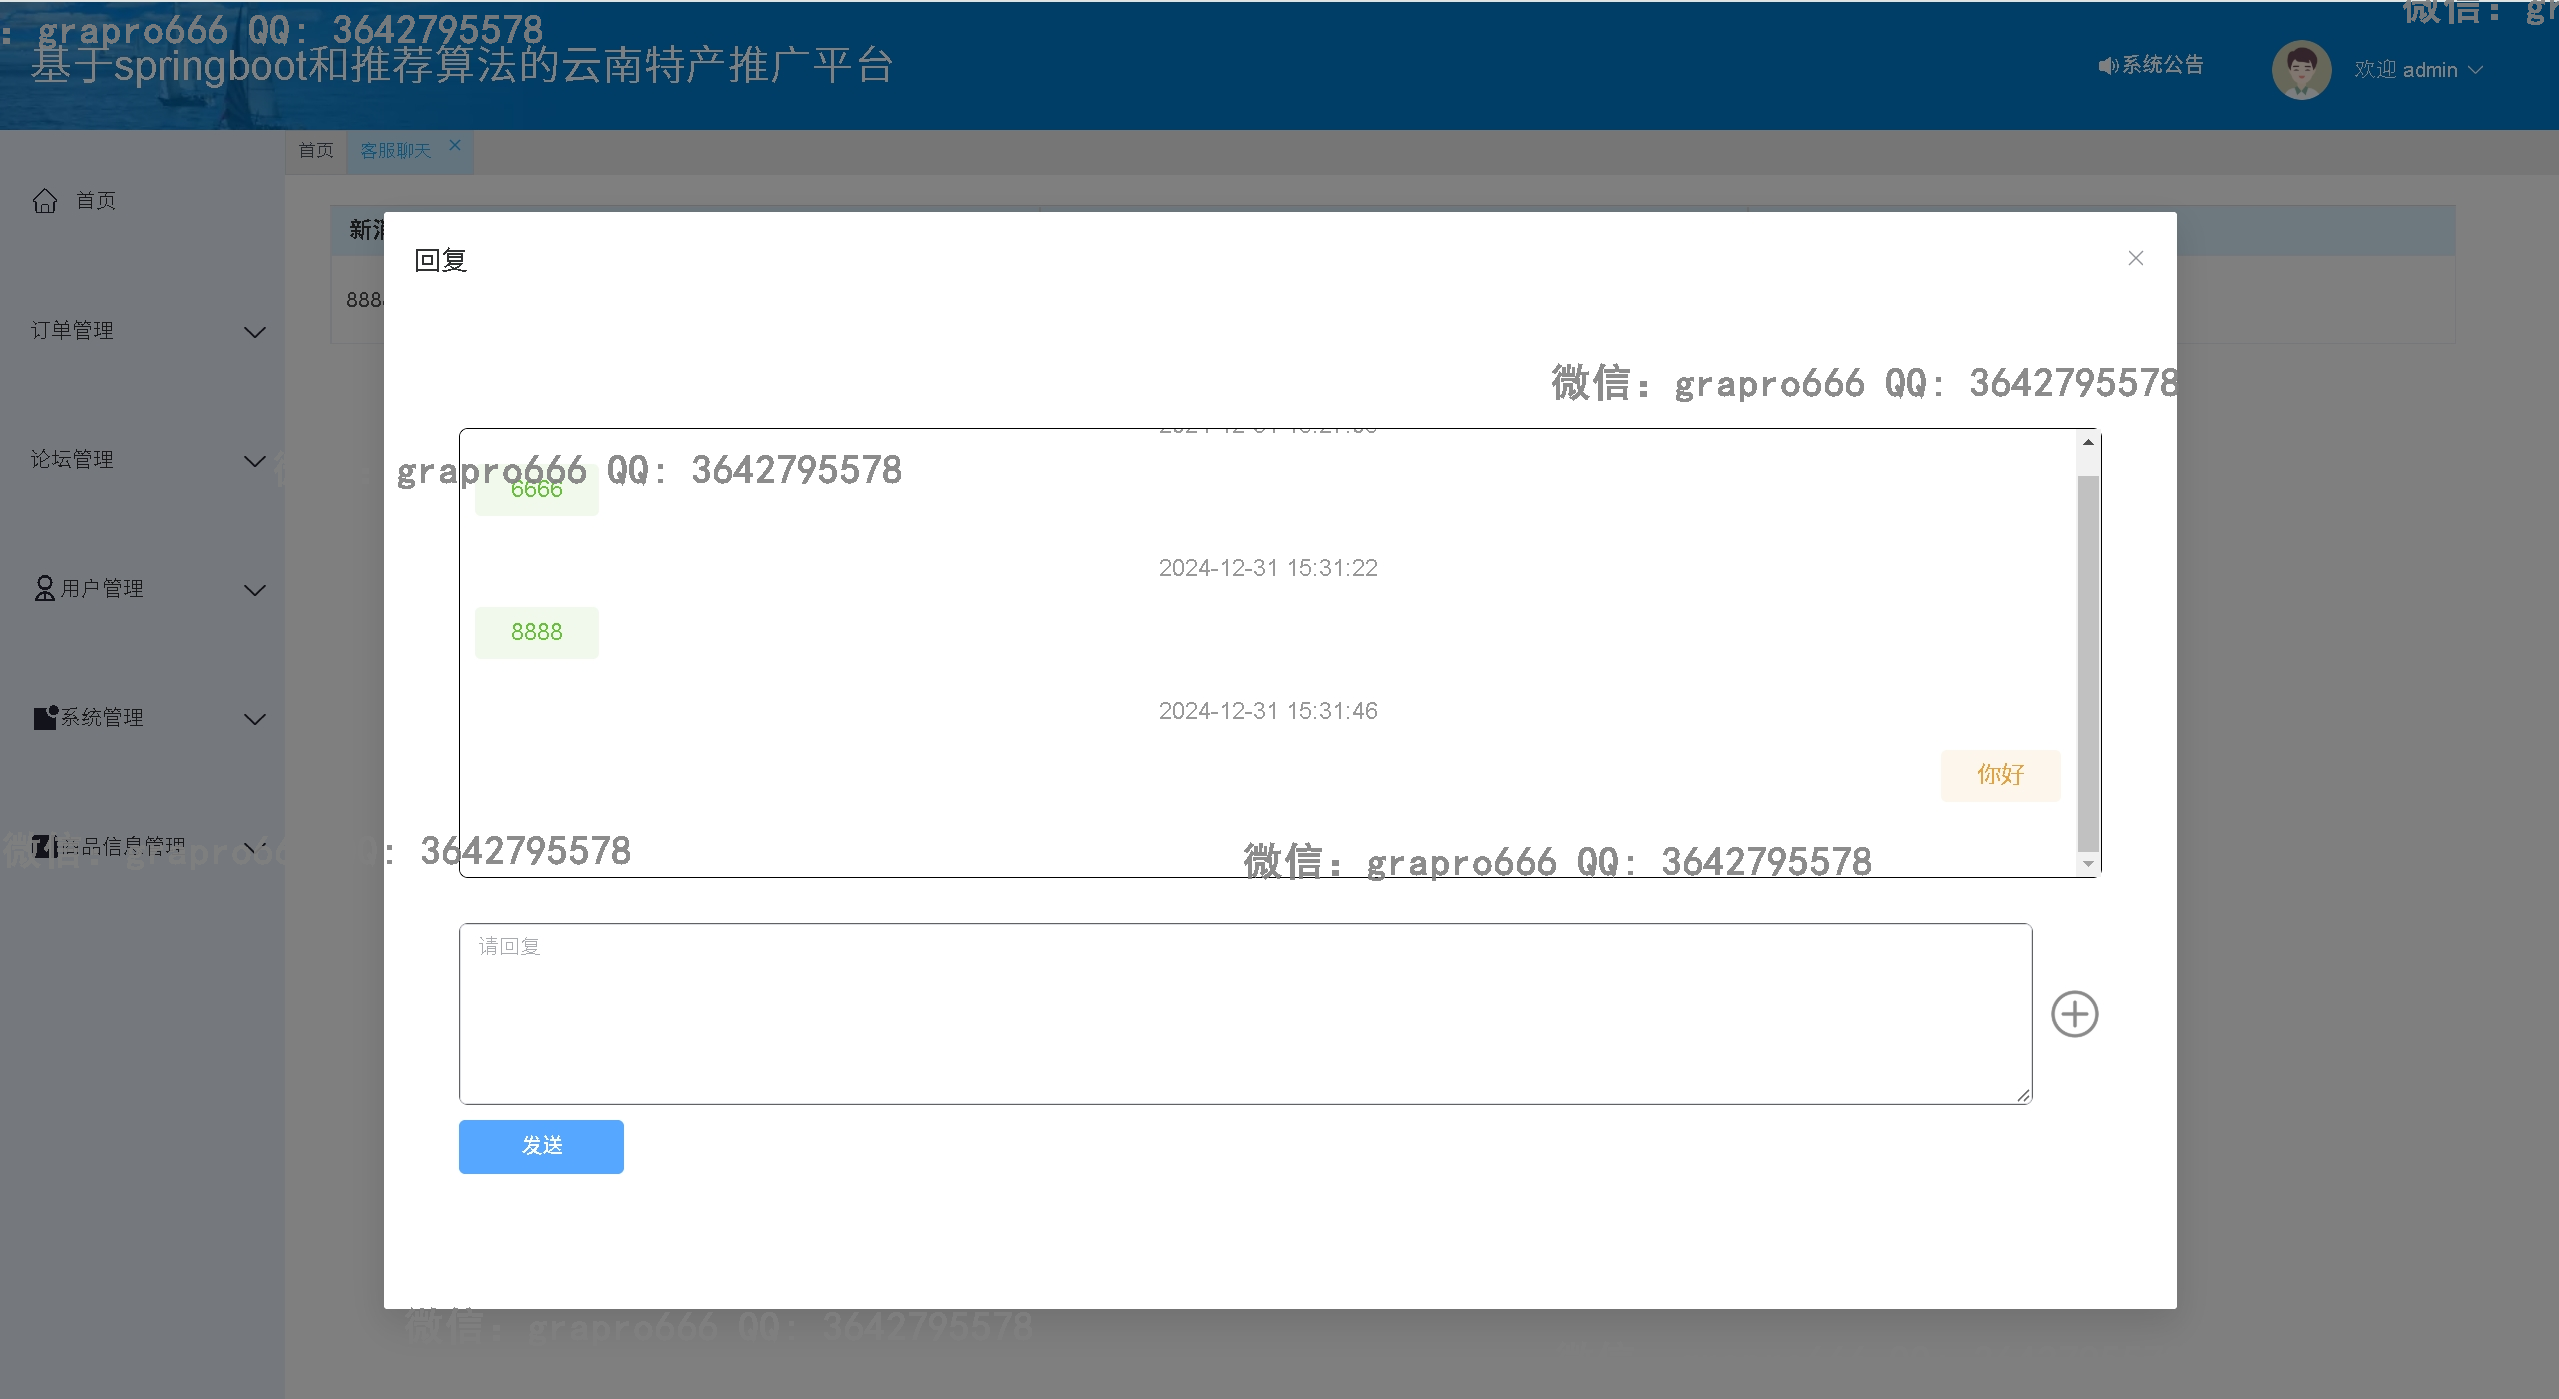 微信: gr
: grapro666 QQ: 3642795578
基于springboot和推荐算法的云南特产推广平台
系统公告
欢迎 admin
首页
客服聊天
首页
订单管理
论坛管理
用户管理
系统管理
品信息管理
新消
888
回复
微信: grapro666 QQ: 3642795578
grapro666 QQ: 3642795578
6666
2024-12-31 15:31:22
8888
2024-12-31 15:31:46
你好
: 3642795578
微信: grapro666 QQ: 3642795578
请回复
发送
微信: grapro666 QQ: 3642795578